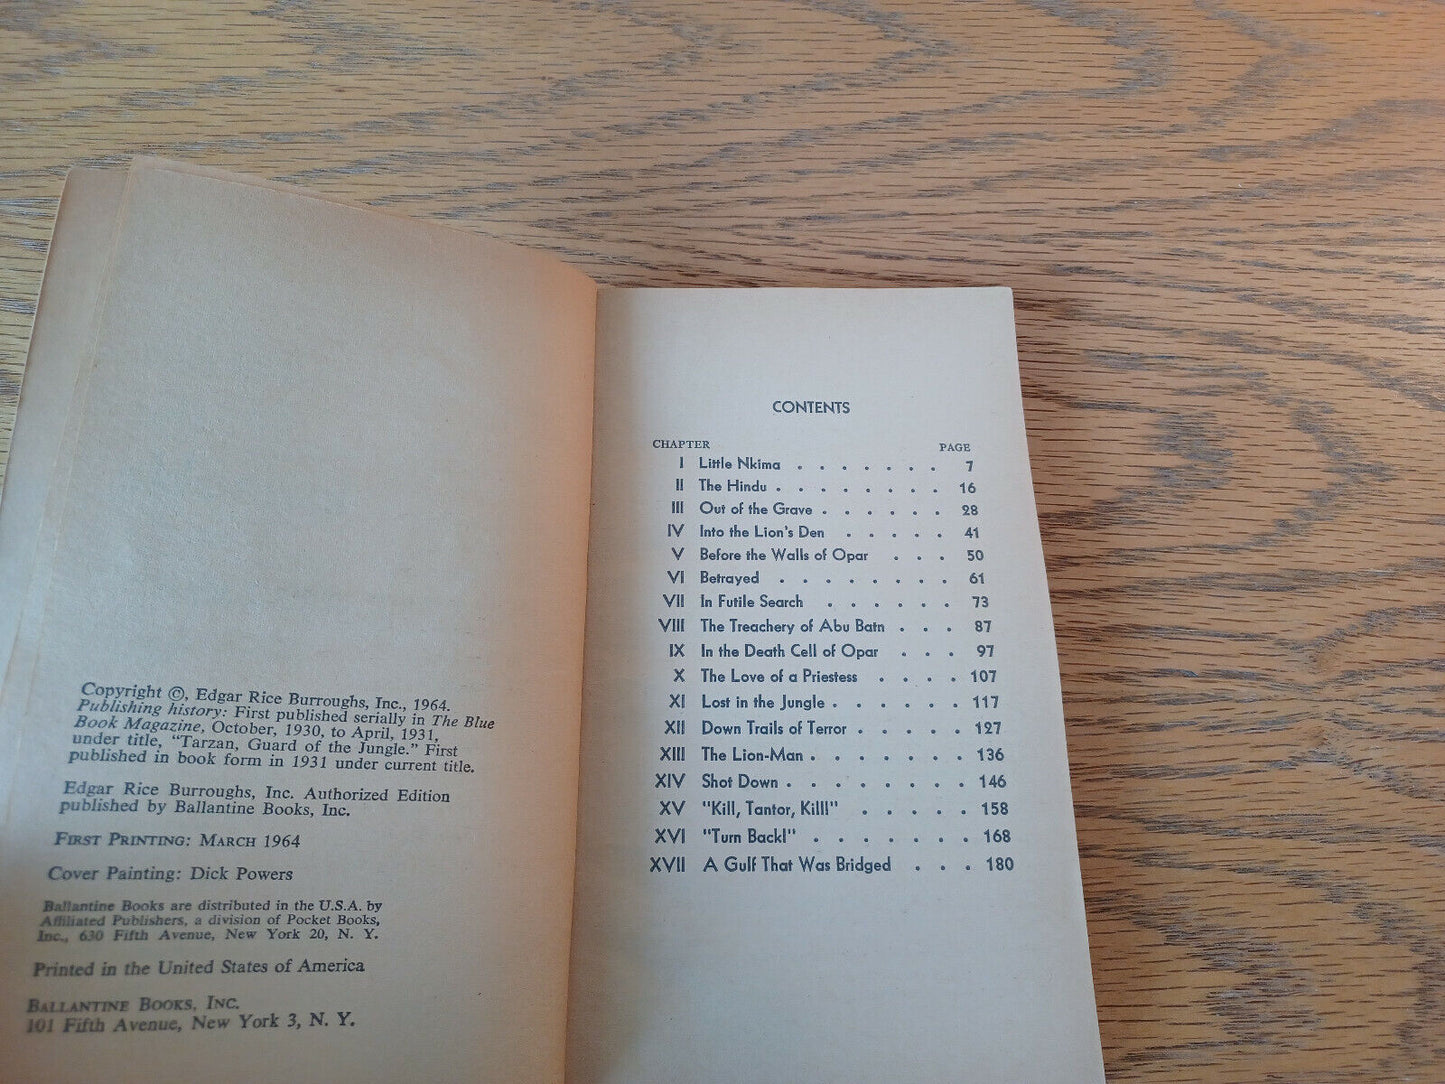 Copyright ©, Edgar Rice Burroughs, Inc., 1964.
Publishing history: First published serially in The Blue
Book Magazine, October, 1930, to April, 1931,
under title, "Tarzan, Guard of the Jungle." First
published in book form in 1931 under current title.
Edgar Rice Burroughs, Inc. Authorized Edition
published by Ballantine Books, Inc.
FIRST PRINTING: MARCH 1964
Cover Painting: Dick Powers
Ballantine Books are distributed in the U.S.A. by
Affiliated Publishers, a division of Pocket Books,
Inc., 630 Fifth Avenue, New York 20, N. Y.
Printed in the United States of America
BALLANTINE BOOKS, INC.
101 Fifth Avenue, New York 3, N. Y.
CONTENTS
CHAPTER PAGE
I Little Nkima . . . . . . . 7
II The Hindu . . . . . . . . 16
III Out of the Grave . . . . . . 28
IV Into the Lion's Den . . . . . 41
V Before the Walls of Opar . . . 50
VI Betrayed . . . . . . . . 61
VII In Futile Search . . . . . . 73
VIII The Treachery of Abu Batn . . . 87
IX In the Death Cell of Opar . . . 97
X The Love of a Priestess . . . . 107
XI Lost in the Jungle . . . . . . 117
XII Down Trails of Terror . . . . . 127
XIII The Lion-Man . . . . . . . 136
XIV Shot Down . . . . . . . . 146
XV "Kill, Tantor, Kill!" . . . . . 158
XVI "Turn Back!" . . . . . . . 168
XVII A Gulf That Was Bridged . . . 180